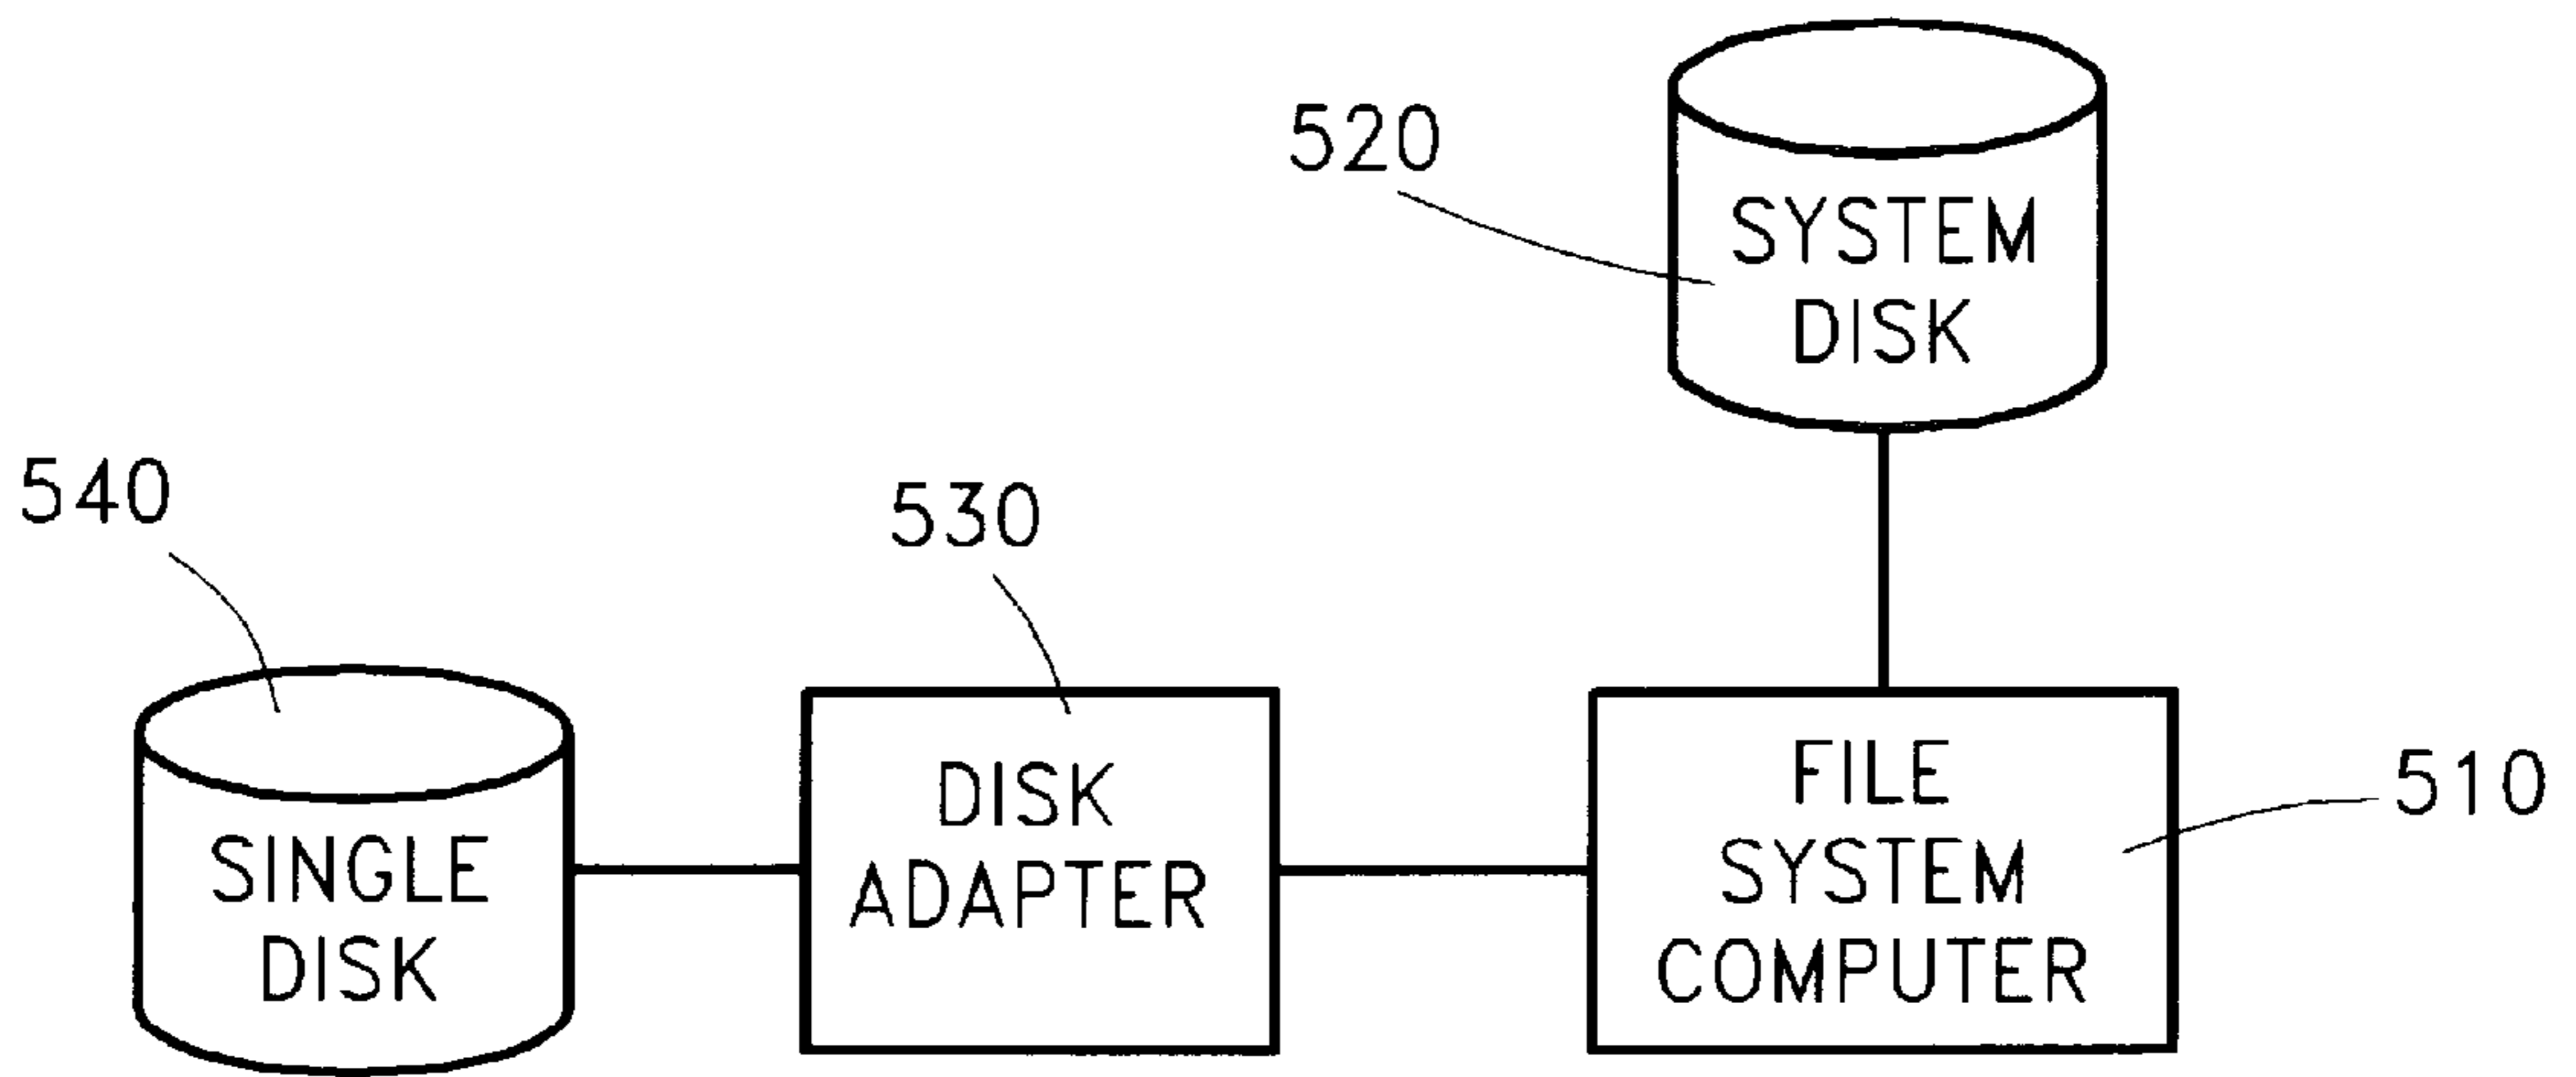 520
SYSTEM
DISK
540
530
SINGLE
DISK
DISK
ADAPTER
FILE
SYSTEM
COMPUTER
510